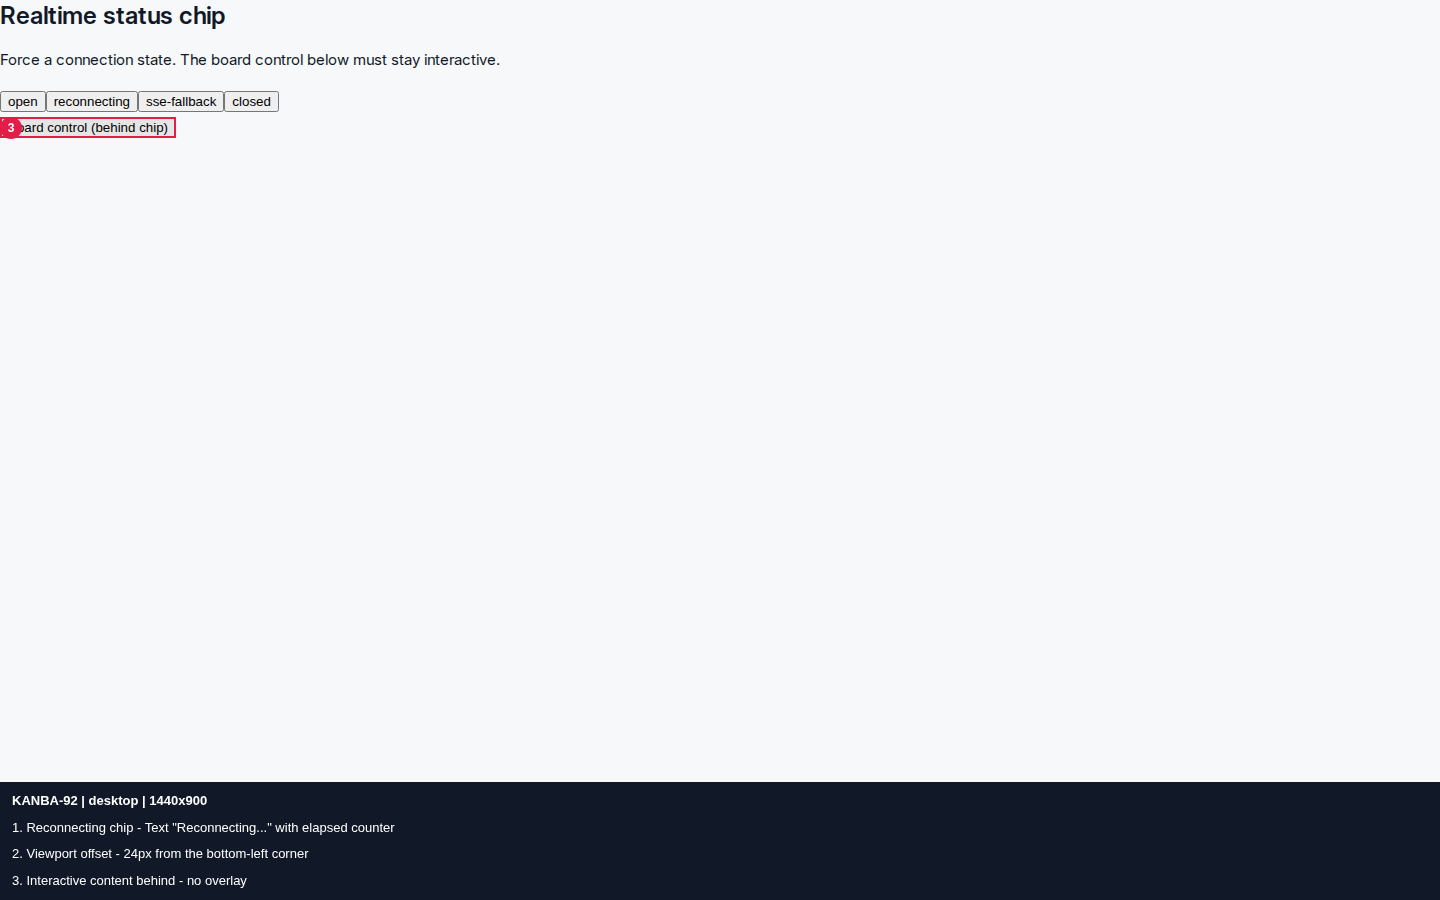 Realtime status chip
Force a connection state. The board control below must stay interactive.
open reconnecting sse-fallback closed
3 ard control (behind chip)
KANBA-92 | desktop | 1440x900
1. Reconnecting chip - Text "Reconnecting..." with elapsed counter
2. Viewport offset - 24px from the bottom-left corner
3. Interactive content behind - no overlay